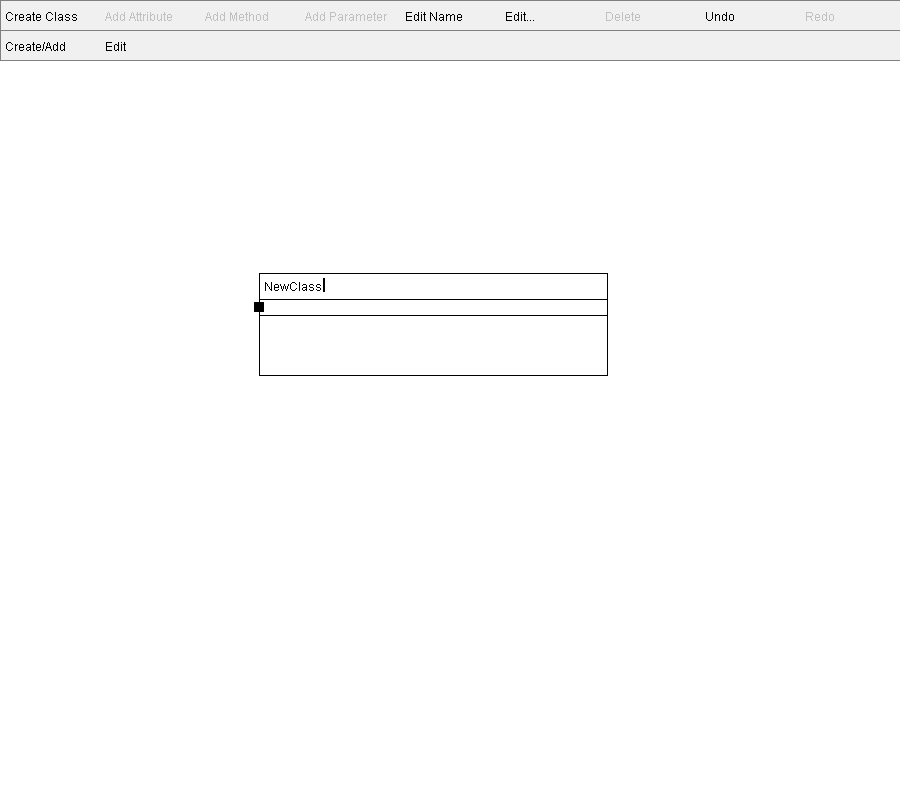 Create Class Add Attribute Add Method Add Parameter Edit Name Edit... Delete Undo Redo
Create/Add Edit
NewClass